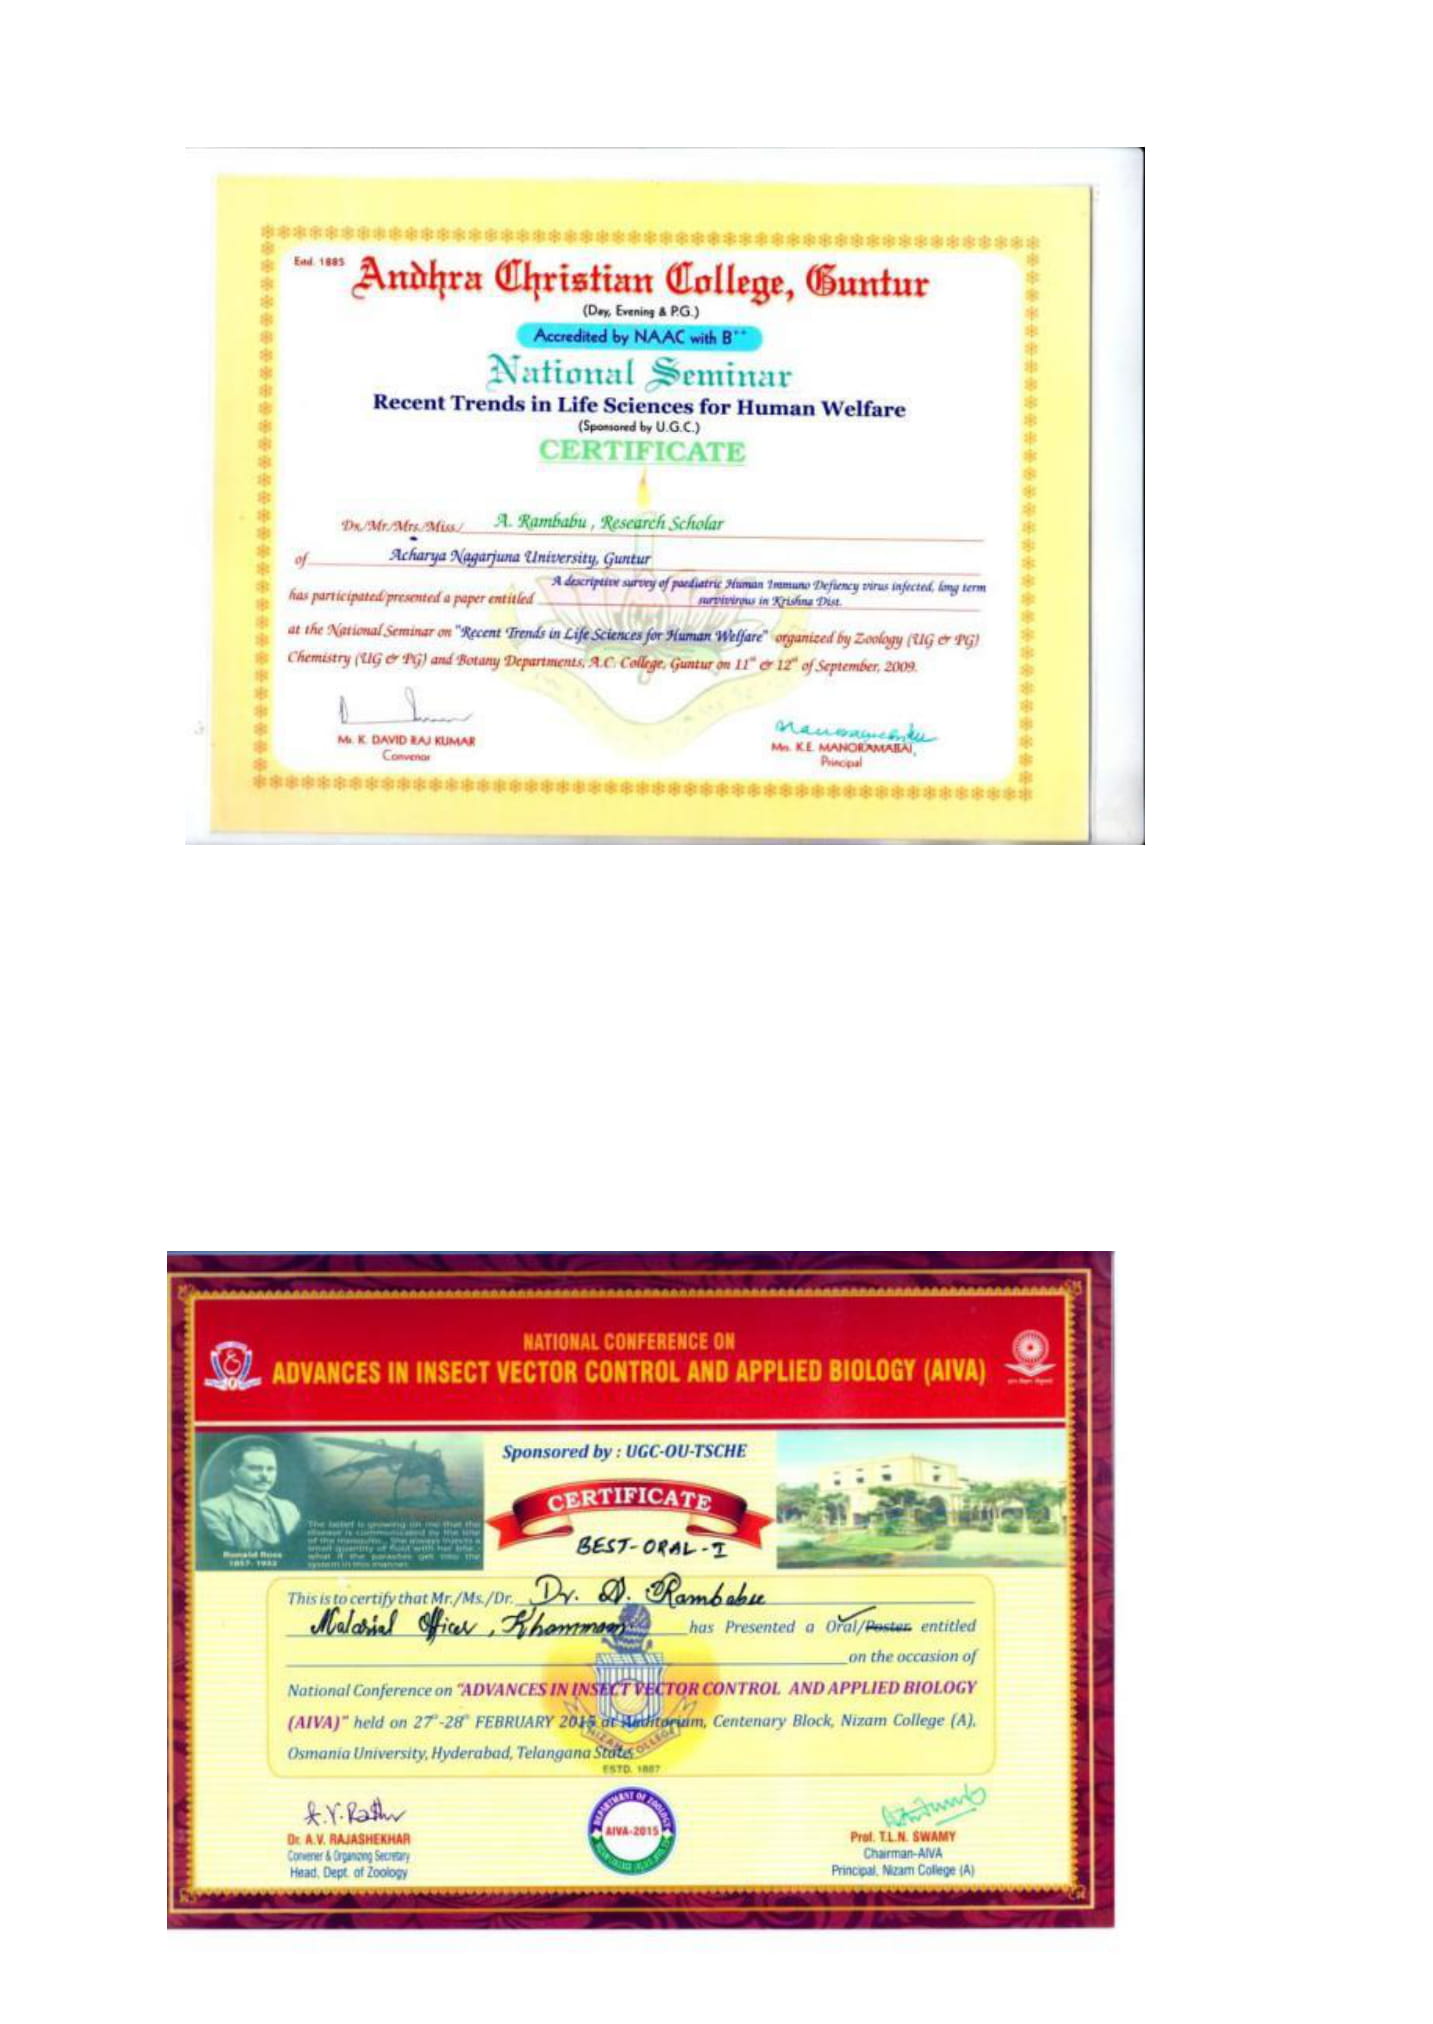 Estd. 1885
Andhra Christian College, Guntur
(Day, Evening & P.G.)
Accredited by NAAC with B++
National Seminar
Recent Trends in Life Sciences for Human Welfare
(Sponsored by U.G.C.)
CERTIFICATE
Dr./Mr./Mrs./Miss./ A. Rambabu , Research Scholar
of Acharya Nagarjuna University, Guntur
A descriptive survey of paediatric Human Immuno Defiency virus infected, long term
has participated/presented a paper entitled survivirous in Krishna Dist.
at the National Seminar on "Recent Trends in Life Sciences for Human Welfare" organized by Zoology (UG & PG)
Chemistry (UG & PG) and Botany Departments, A.C. College, Guntur on 11th & 12th of September, 2009.
Mr. K. DAVID RAJ KUMAR
Convenor
Mrs. K.E. MANORAMABAI,
Principal
NATIONAL CONFERENCE ON
ADVANCES IN INSECT VECTOR CONTROL AND APPLIED BIOLOGY (AIVA)
Sponsored by : UGC-OU-TSCHE
CERTIFICATE
BEST-ORAL-I
The belief is growing on me that the
disease is communicated by the bite
of the mosquito... She always injects a
small quantity of fluid with her bite -
what if the parasites get into the
system in this manner.
Ronald Ross
1857- 1932
This is to certify that Mr./Ms./Dr. Dr. A. Rambabu
Malarial Officer, Khammam has Presented a Oral/Poster entitled
on the occasion of
National Conference on "ADVANCES IN INSECT VECTOR CONTROL AND APPLIED BIOLOGY
(AIVA)" held on 27th-28th FEBRUARY 2015 at Auditorium, Centenary Block, Nizam College (A),
Osmania University, Hyderabad, Telangana State.
NIZAM COLLEGE
ESTD. 1887
A.V. Rajashekhar
Dr. A.V. RAJASHEKHAR
Convener & Organizing Secretary
Head, Dept. of Zoology
DEPARTMENT OF ZOOLOGY
AIVA-2015
Prof. T.L.N. SWAMY
Chairman-AIVA
Principal, Nizam College (A)